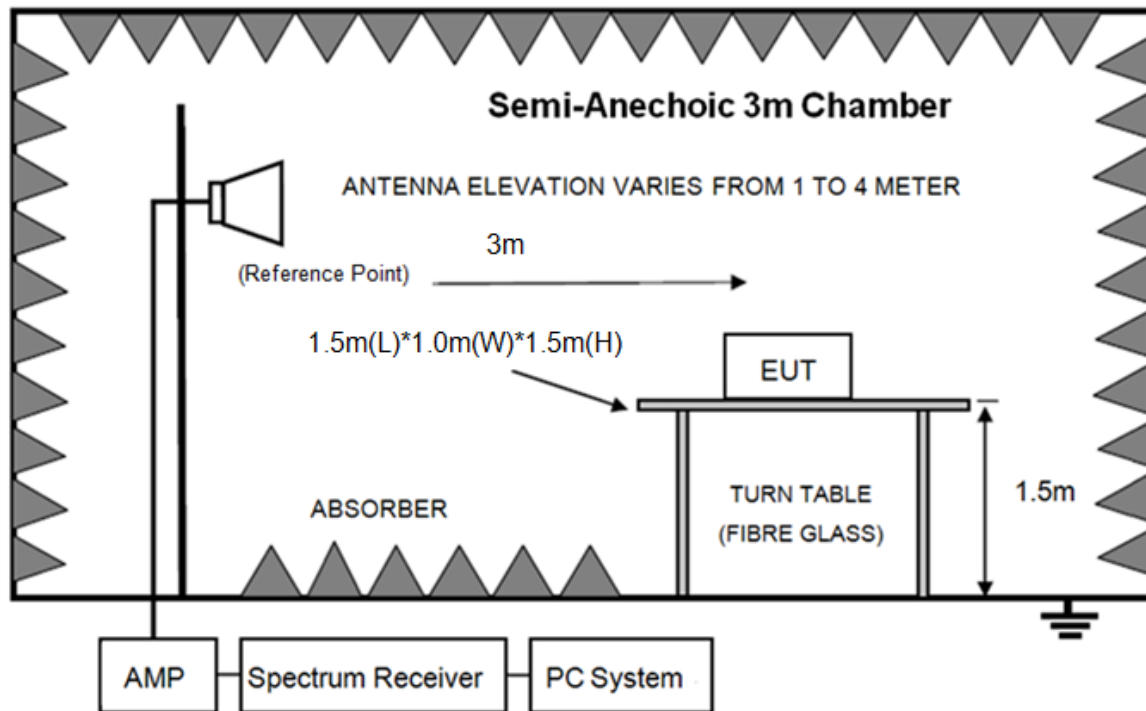 Semi-Anechoic 3m Chamber
ANTENNA ELEVATION VARIES FROM 1 TO 4 METER
3m
(Reference Point)
1.5m(L)*1.0m(W)*1.5m(H)
EUT
ABSORBER
TURN TABLE
(FIBRE GLASS)
1.5m
AMP
Spectrum Receiver
PC System